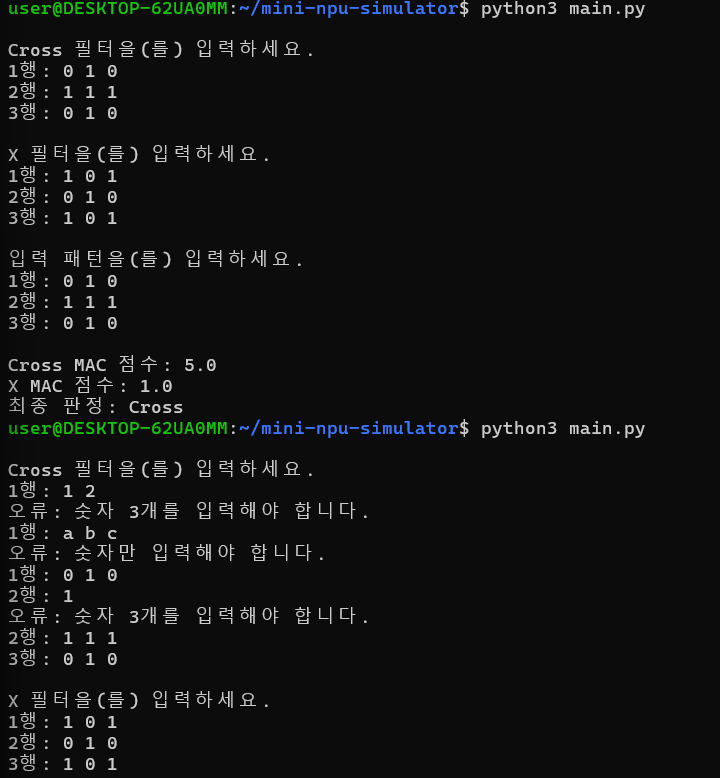 user@DESKTOP-62UA0MM:~/mini-npu-simulator$ python3 main.py
Cross 필터을(를) 입력하세요.
1행: 0 1 0
2행: 1 1 1
3행: 0 1 0
X 필터을(를) 입력하세요.
1행: 1 0 1
2행: 0 1 0
3행: 1 0 1
입력 패턴을(를) 입력하세요.
1행: 0 1 0
2행: 1 1 1
3행: 0 1 0
Cross MAC 점수: 5.0
X MAC 점수: 1.0
최종 판정: Cross
user@DESKTOP-62UA0MM:~/mini-npu-simulator$ python3 main.py
Cross 필터을(를) 입력하세요.
1행: 1 2
오류: 숫자 3개를 입력해야 합니다.
1행: a b c
오류: 숫자만 입력해야 합니다.
1행: 0 1 0
2행: 1
오류: 숫자 3개를 입력해야 합니다.
2행: 1 1 1
3행: 0 1 0
X 필터을(를) 입력하세요.
1행: 1 0 1
2행: 0 1 0
3행: 1 0 1